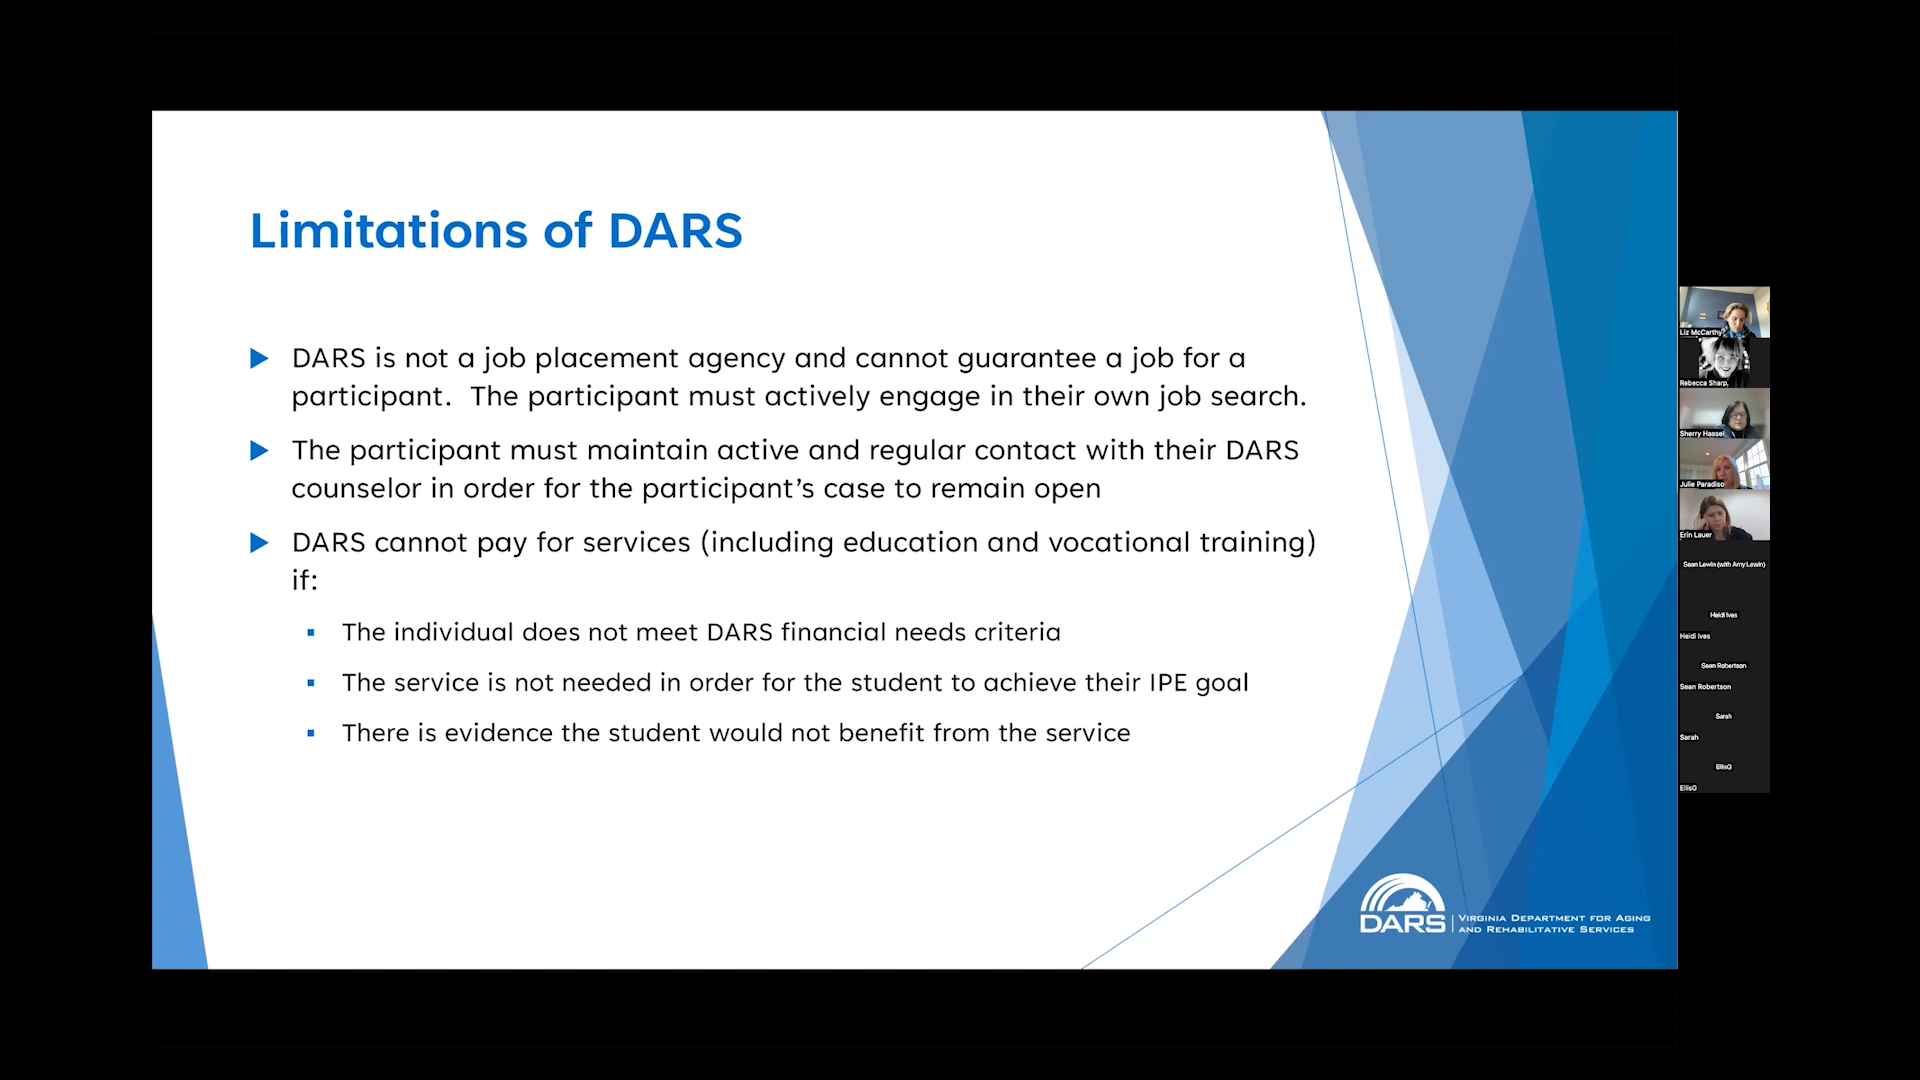 Limitations of DARS
DARS is not a job placement agency and cannot guarantee a job for a
participant.  The participant must actively engage in their own job search.
The participant must maintain active and regular contact with their DARS
counselor in order for the participant’s case to remain open
DARS cannot pay for services (including education and vocational training)
if:
The individual does not meet DARS financial needs criteria
The service is not needed in order for the student to achieve their IPE goal
There is evidence the student would not benefit from the service
DARS
Virginia Department for Aging
and Rehabilitative Services
Liz McCarthy
Rebecca Sharp,
Sherry Hassel
Julie Paradiso
Erin Lauer
Sean Lewin (with Amy Lewin)
Heidi Ives
Heidi Ives
Sean Robertson
Sean Robertson
Sarah
Sarah
EllisG
EllisG